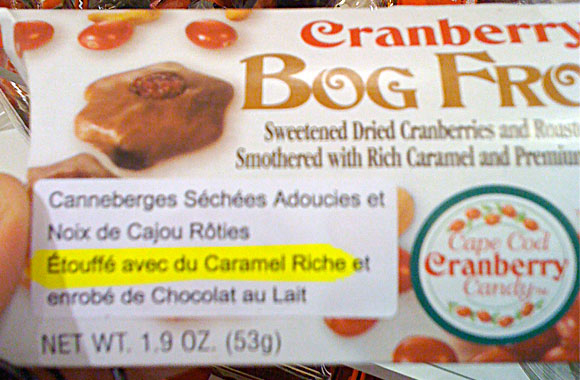 Cranberry
BOG FRO
Sweetened Dried Cranberries and Roast
Smothered with Rich Caramel and Premium
Canneberges Séchées Adoucies et
Noix de Cajou Rôties
Étouffé avec du Caramel Riche et
enrobé de Chocolat au Lait
Cape Cod
Cranberry
Candy
NET WT. 1.9 OZ. (53g)